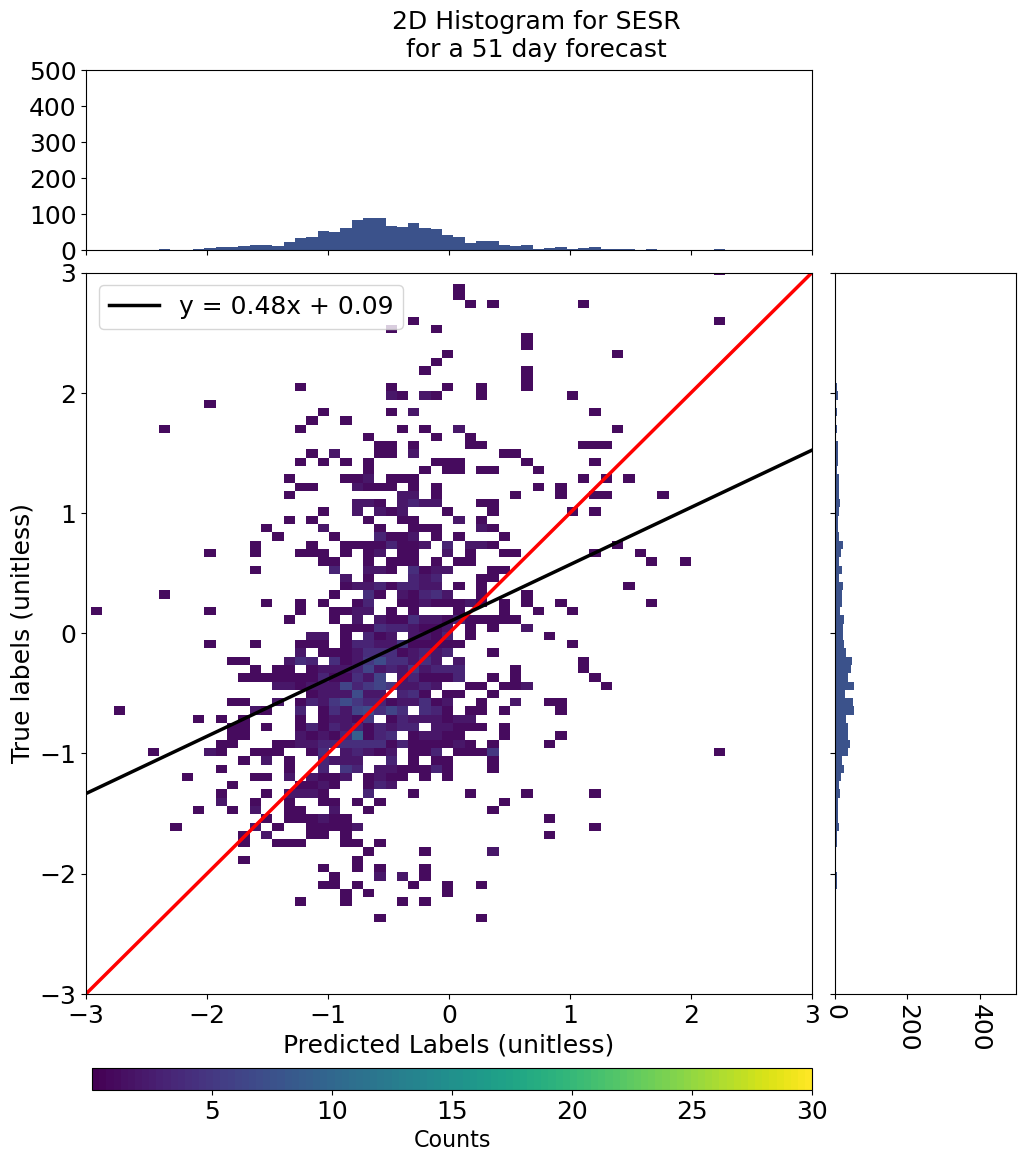 2D Histogram for SESR
for a 51 day forecast
500
400
300
200
100
0
3
2
1
0
−1
−2
−3
y = 0.48x + 0.09
True labels (unitless)
−3 −2 −1 0 1 2 3
Predicted Labels (unitless)
0 200 400
5 10 15 20 25 30
Counts